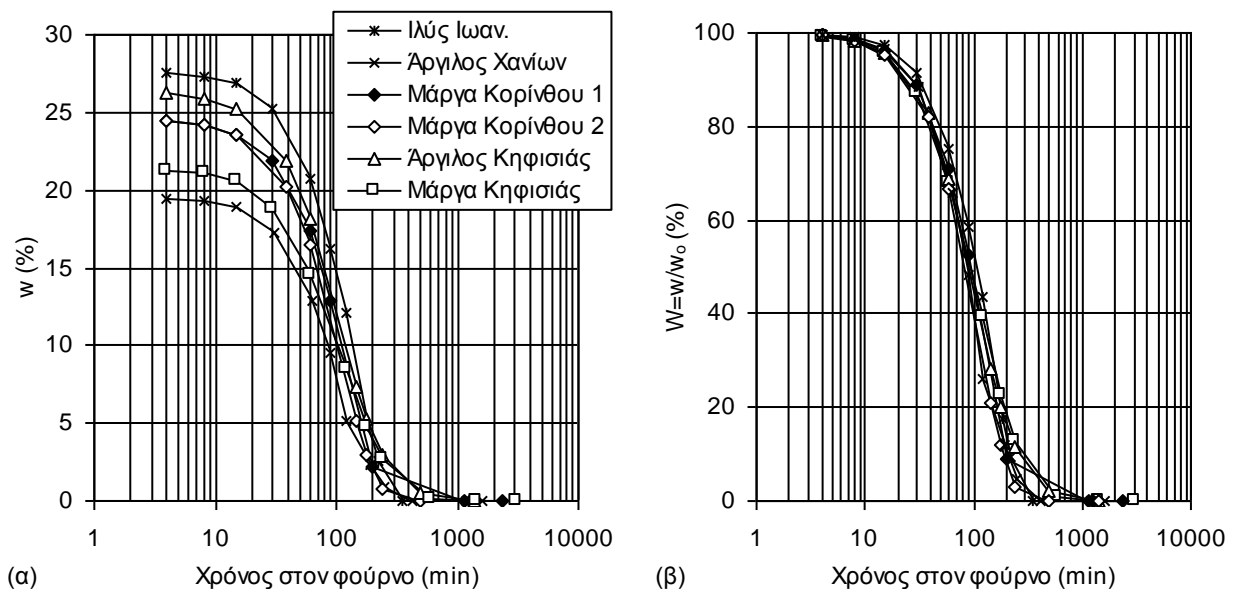 30
25
20
15
10
5
0
w (%)
1
10
100
1000
10000
Χρόνος στον φούρνο (min)
(α)
Ιλύς Ιωαν.
Άργιλος Χανίων
Μάργα Κορίνθου 1
Μάργα Κορίνθου 2
Άργιλος Κηφισιάς
Μάργα Κηφισιάς
100
80
60
40
20
0
W=w/wₒ (%)
1
10
100
1000
10000
Χρόνος στον φούρνο (min)
(β)